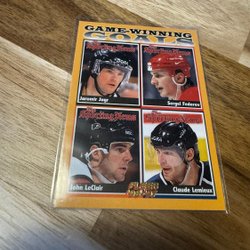 GAME-WINNING
GOALS
The Sporting News
The Sporting News
Jaromir Jagr
Sergei Fedorov
The Sporting News
The Sporting News
John LeClair
Claude Lemieux